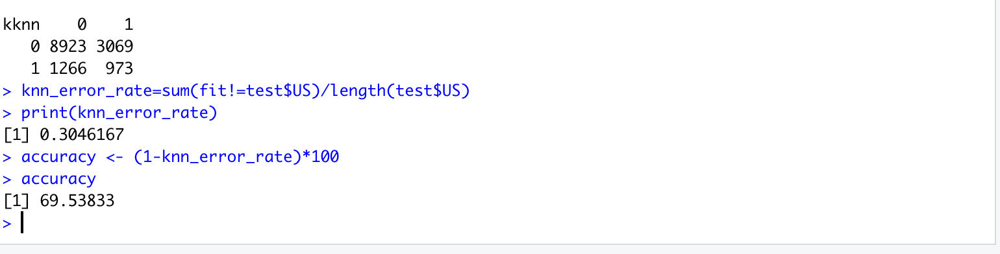 kknn    0    1
   0 8923 3069
   1 1266  973
> knn_error_rate=sum(fit!=test$US)/length(test$US)
> print(knn_error_rate)
[1] 0.3046167
> accuracy <- (1-knn_error_rate)*100
> accuracy
[1] 69.53833
>